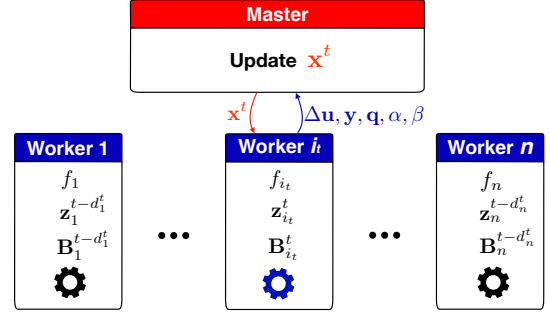 Master
Update x^t
x^t
Δu, y, q, α, β
Worker 1
f_1
z_1^{t−d_1^t}
B_1^{t−d_1^t}
•••
Worker i_t
f_{i_t}
z_{i_t}^t
B_{i_t}^t
•••
Worker n
f_n
z_n^{t−d_n^t}
B_n^{t−d_n^t}